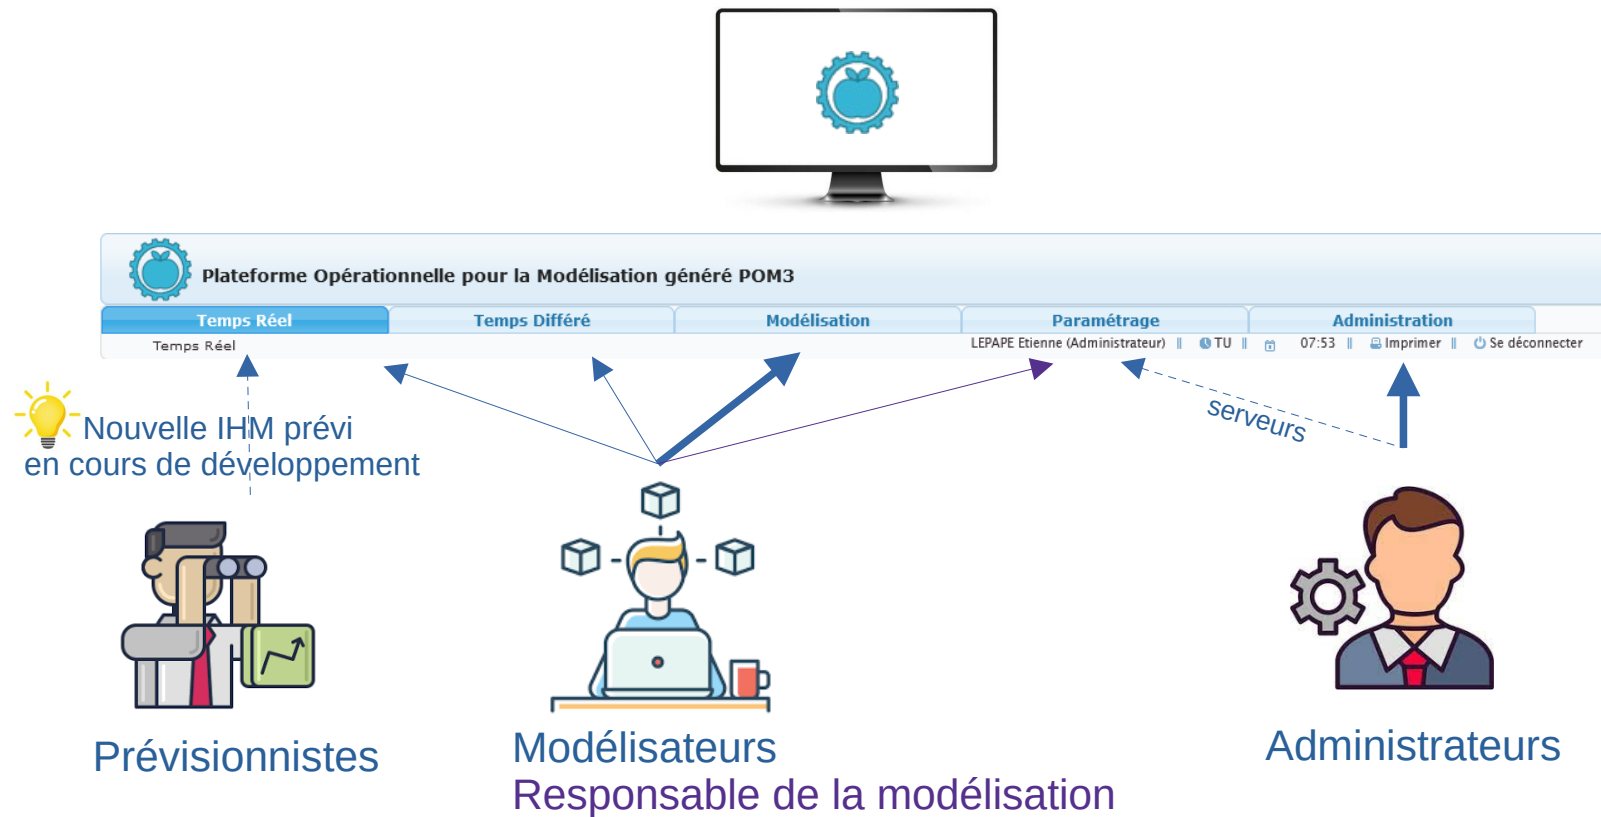 Plateforme Opérationnelle pour la Modélisation généré POM3
Temps Réel
Temps Différé
Modélisation
Paramétrage
Administration
Temps Réel
LEPAPE Etienne (Administrateur) || TU || 07:53 || Imprimer || Se déconnecter
serveurs
Nouvelle IHM prévi
en cours de développement
Prévisionnistes
Modélisateurs
Responsable de la modélisation
Administrateurs